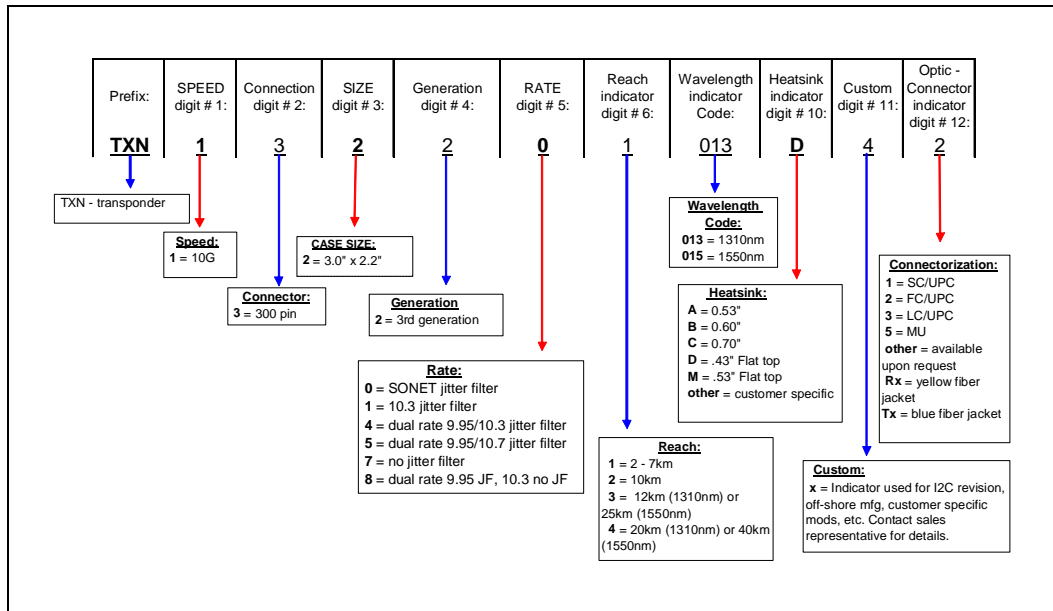 Prefix:
TXN
SPEED
digit # 1:
1
Connection
digit # 2:
3
SIZE
digit # 3:
2
Generation
digit # 4:
2
RATE
digit # 5:
0
Reach
indicator
digit # 6:
1
Wavelength
indicator
Code:
013
Heatsink
indicator
digit # 10:
D
Custom
digit # 11:
4
Optic -
Connector
indicator
digit # 12:
2
TXN - transponder
Speed:
1 = 10G
Connector:
3 = 300 pin
CASE SIZE:
2 = 3.0" x 2.2"
Generation
2 = 3rd generation
Rate:
0 = SONET jitter filter
1 = 10.3 jitter filter
4 = dual rate 9.95/10.3 jitter filter
5 = dual rate 9.95/10.7 jitter filter
7 = no jitter filter
8 = dual rate 9.95 JF, 10.3 no JF
Reach:
1 = 2 - 7km
2 = 10km
3 = 12km (1310nm) or
25km (1550nm)
4 = 20km (1310nm) or 40km
(1550nm)
Wavelength
Code:
013 = 1310nm
015 = 1550nm
Heatsink:
A = 0.53"
B = 0.60"
C = 0.70"
D = .43" Flat top
M = .53" Flat top
other = customer specific
Custom:
x = Indicator used for I2C revision,
off-shore mfg, customer specific
mods, etc. Contact sales
representative for details.
Connectorization:
1 = SC/UPC
2 = FC/UPC
3 = LC/UPC
5 = MU
other = available
upon request
Rx = yellow fiber
jacket
Tx = blue fiber jacket